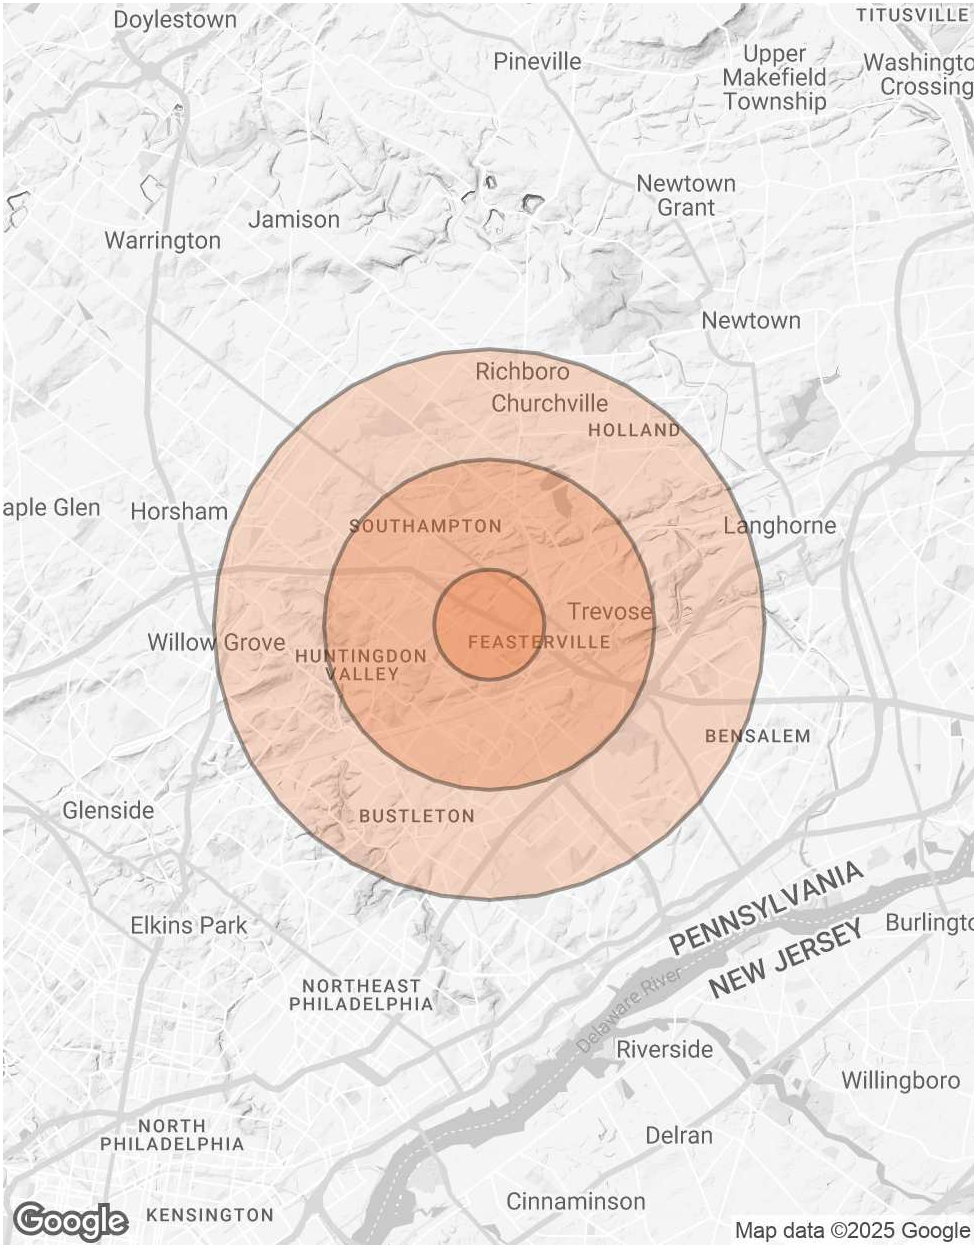 Doylestown
TITUSVILLE
Pineville
Upper
Makefield
Township
Washingto
Crossing
Newtown
Grant
Jamison
Warrington
Newtown
Richboro
Churchville
HOLLAND
aple Glen
Horsham
SOUTHAMPTON
Langhorne
Trevose
Willow Grove
FEASTERVILLE
HUNTINGDON
VALLEY
BENSALEM
Glenside
BUSTLETON
PENNSYLVANIA
Elkins Park
Burlingto
NEW JERSEY
NORTHEAST
PHILADELPHIA
Delaware River
Riverside
Willingboro
NORTH
PHILADELPHIA
Delran
Cinnaminson
KENSINGTON
Google
Map data ©2025 Google